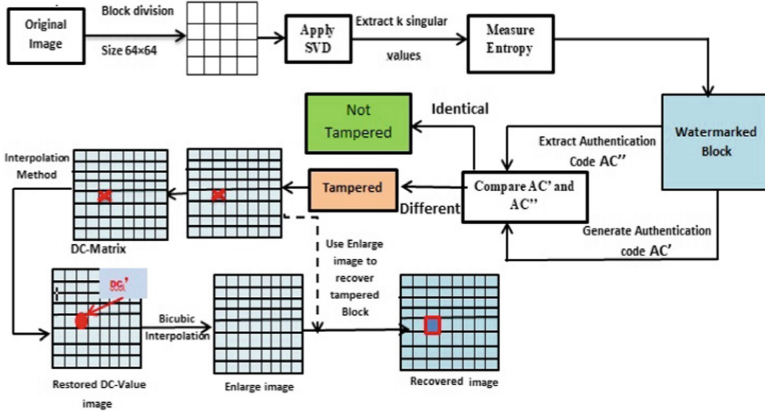 Original
Image
Block division
Size 64×64
Apply
SVD
Extract k singular
values
Measure
Entropy
Not
Tampered
Identical
Extract Authentication
Code AC''
Watermarked
Block
Interpolation
Method
DC-Matrix
Tampered
Different
Compare AC' and
AC''
Generate Authentication
code AC'
Use Enlarge
image to
recover
tampered
Block
DC'
Bicubic
Interpolation
Restored DC-Value
image
Enlarge image
Recovered image